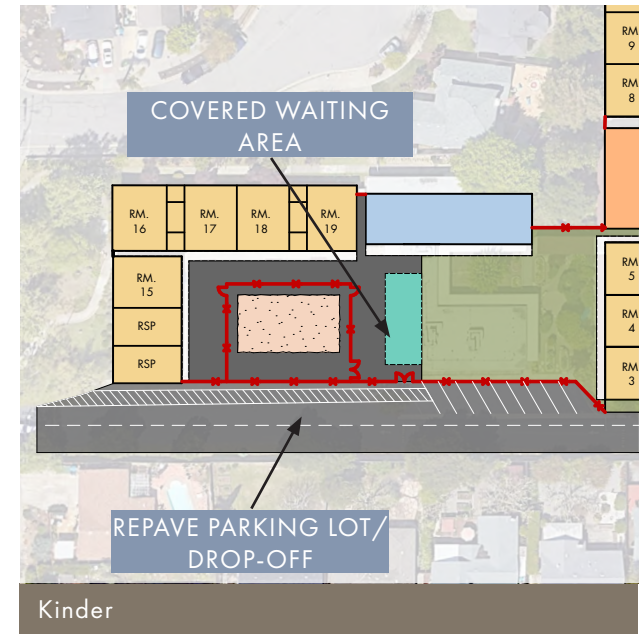 RM.
9
RM.
8
COVERED WAITING
AREA
RM.
16
RM.
17
RM.
18
RM.
19
RM.
15
RSP
RSP
RM.
5
RM.
4
RM.
3
REPAVE PARKING LOT/
DROP-OFF
Kinder